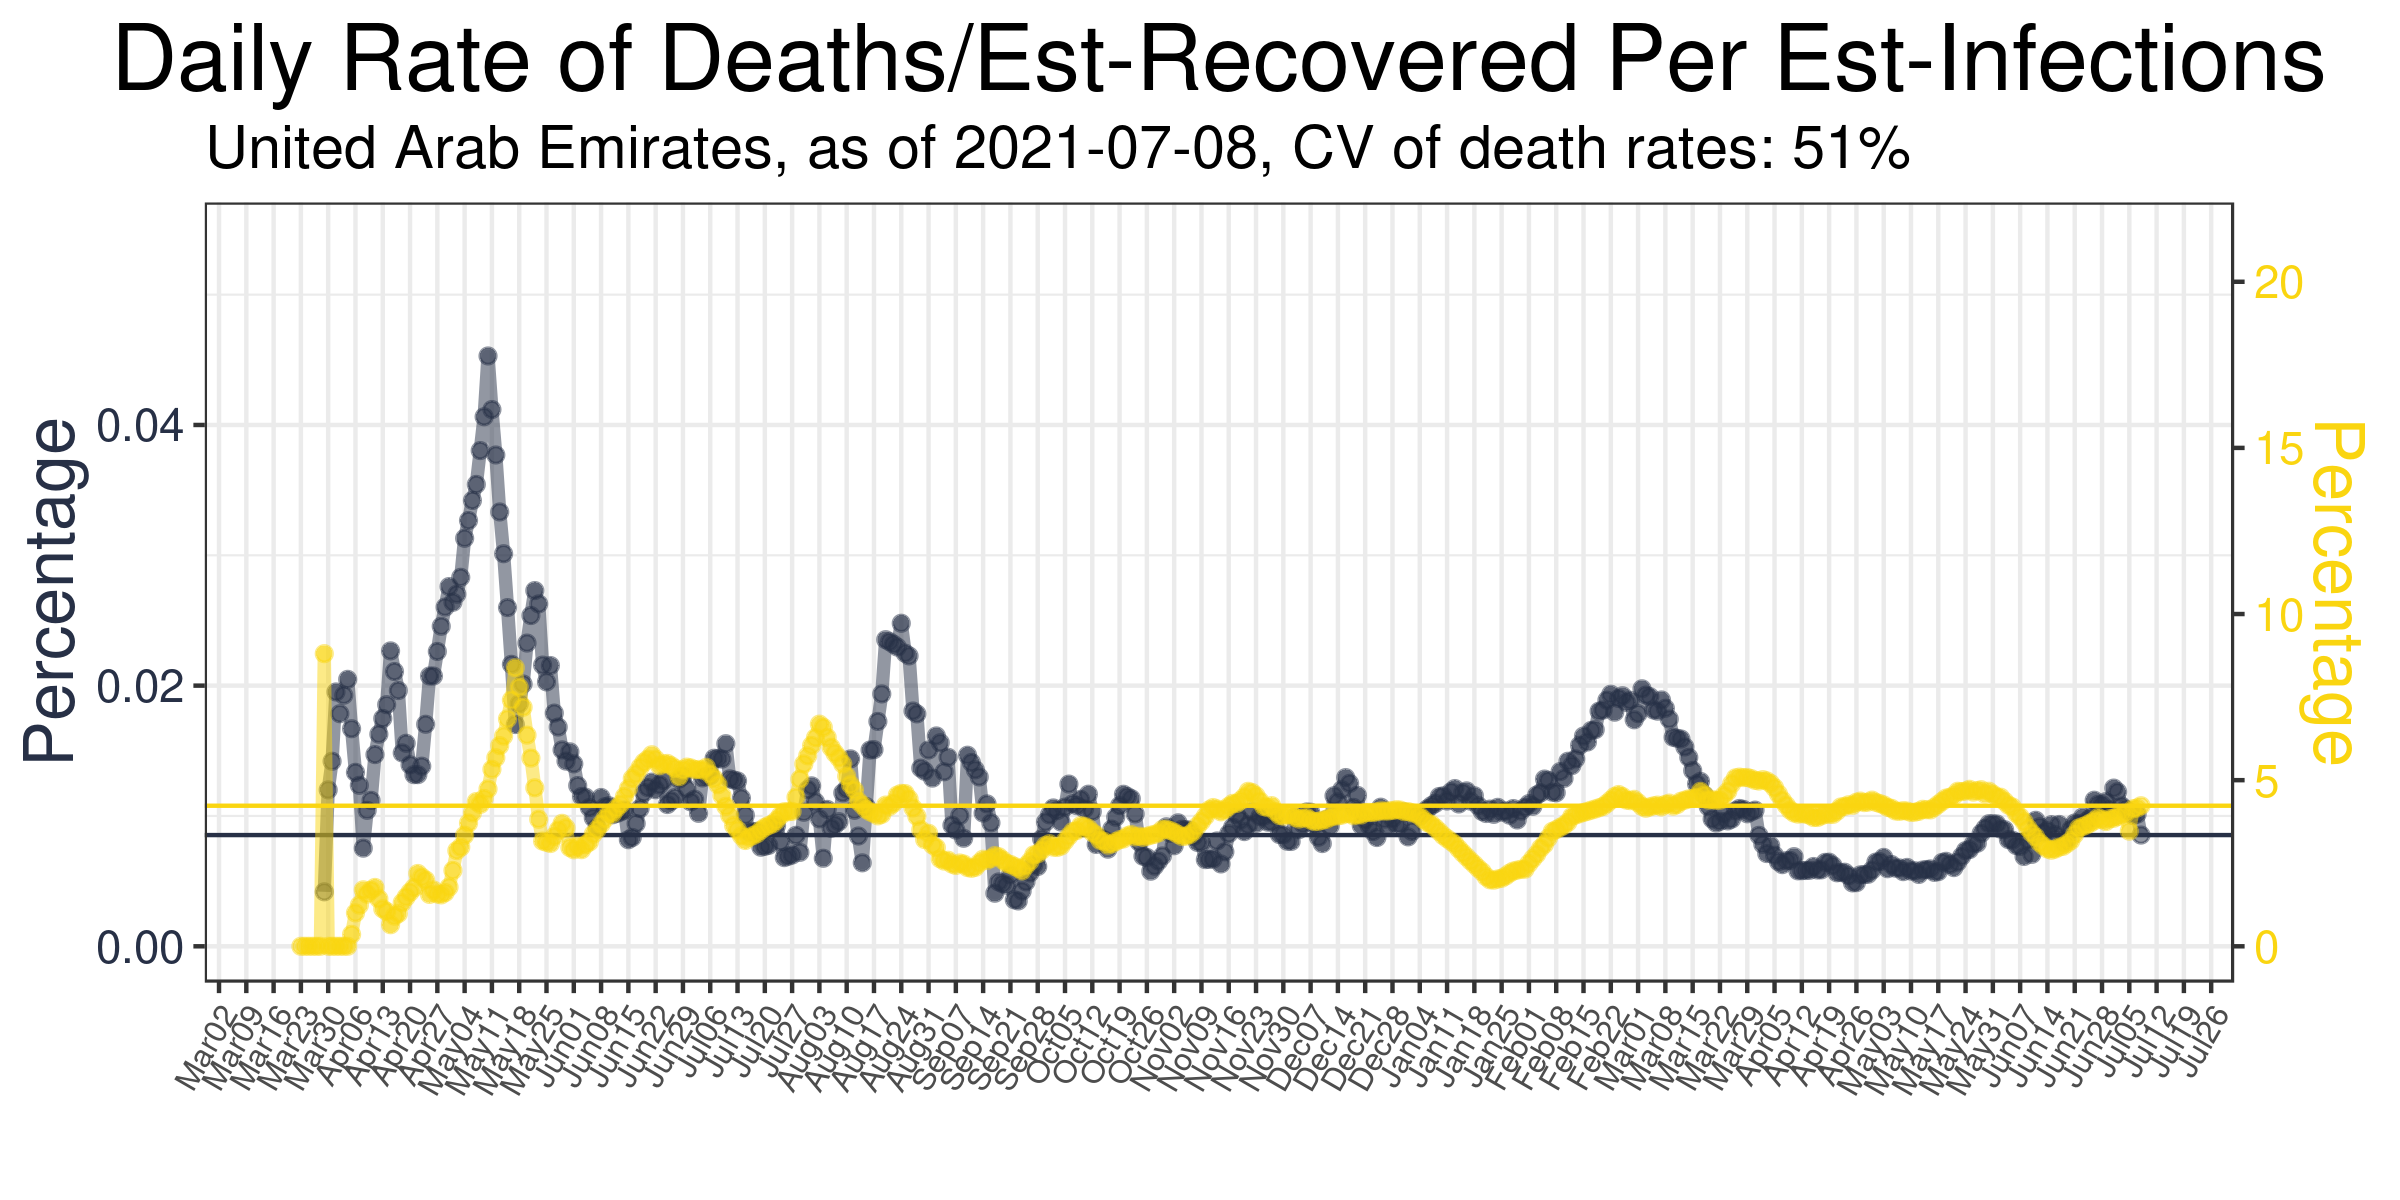 Daily Rate of Deaths/Est-Recovered Per Est-Infections
United Arab Emirates, as of 2021-07-08, CV of death rates: 51%
Percentage
0.04
0.02
0.00
20
15
10
5
0
Percentage
Mar02
Mar09
Mar16
Mar23
Mar30
Apr06
Apr13
Apr20
Apr27
May04
May11
May18
May25
Jun01
Jun08
Jun15
Jun22
Jun29
Jul06
Jul13
Jul20
Jul27
Aug03
Aug10
Aug17
Aug24
Aug31
Sep07
Sep14
Sep21
Sep28
Oct05
Oct12
Oct19
Oct26
Nov02
Nov09
Nov16
Nov23
Nov30
Dec07
Dec14
Dec21
Dec28
Jan04
Jan11
Jan18
Jan25
Feb01
Feb08
Feb15
Feb22
Mar01
Mar08
Mar15
Mar22
Mar29
Apr05
Apr12
Apr19
Apr26
May03
May10
May17
May24
May31
Jun07
Jun14
Jun21
Jun28
Jul05
Jul12
Jul19
Jul26